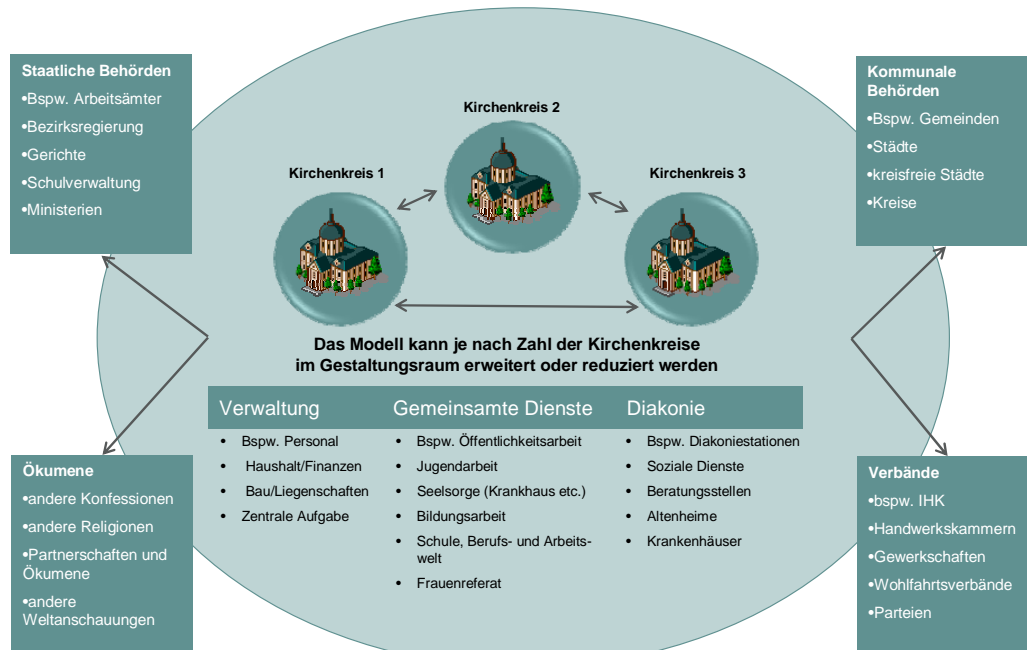 Staatliche Behörden
•Bspw. Arbeitsämter
•Bezirksregierung
•Gerichte
•Schulverwaltung
•Ministerien
Kirchenkreis 2
Kirchenkreis 1
Kirchenkreis 3
Kommunale
Behörden
•Bspw. Gemeinden
•Städte
•kreisfreie Städte
•Kreise
Das Modell kann je nach Zahl der Kirchenkreise
im Gestaltungsraum erweitert oder reduziert werden
Verwaltung
• Bspw. Personal
• Haushalt/Finanzen
• Bau/Liegenschaften
• Zentrale Aufgabe
Gemeinsamte Dienste
• Bspw. Öffentlichkeitsarbeit
• Jugendarbeit
• Seelsorge (Krankhaus etc.)
• Bildungsarbeit
• Schule, Berufs- und Arbeits-
welt
• Frauenreferat
Diakonie
• Bspw. Diakoniestationen
• Soziale Dienste
• Beratungsstellen
• Altenheime
• Krankenhäuser
Ökumene
•andere Konfessionen
•andere Religionen
•Partnerschaften und
Ökumene
•andere
Weltanschauungen
Verbände
•bspw. IHK
•Handwerkskammern
•Gewerkschaften
•Wohlfahrtsverbände
•Parteien